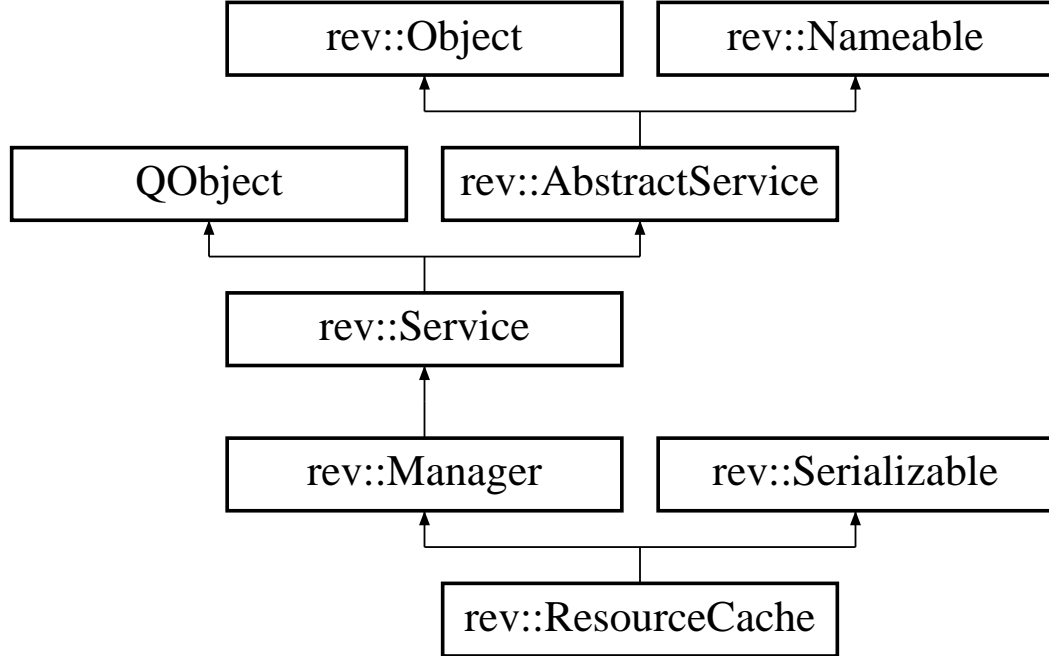 rev::Object
rev::Nameable
QObject
rev::AbstractService
rev::Service
rev::Manager
rev::Serializable
rev::ResourceCache